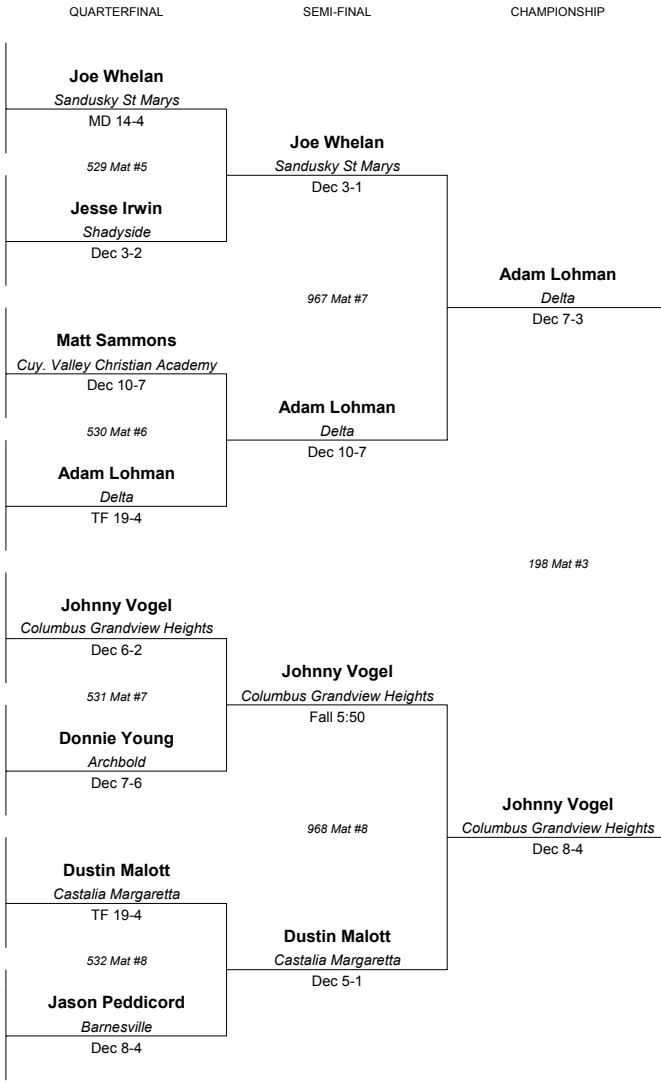 QUARTERFINAL SEMI-FINAL CHAMPIONSHIP
Joe Whelan
Sandusky St Marys
MD 14-4
529 Mat #5
Jesse Irwin
Shadyside
Dec 3-2
Joe Whelan
Sandusky St Marys
Dec 3-1
967 Mat #7
Matt Sammons
Cuy. Valley Christian Academy
Dec 10-7
530 Mat #6
Adam Lohman
Delta
TF 19-4
Adam Lohman
Delta
Dec 10-7
Adam Lohman
Delta
Dec 7-3
198 Mat #3
Johnny Vogel
Columbus Grandview Heights
Dec 6-2
531 Mat #7
Donnie Young
Archbold
Dec 7-6
Johnny Vogel
Columbus Grandview Heights
Fall 5:50
968 Mat #8
Dustin Malott
Castalia Margaretta
TF 19-4
532 Mat #8
Jason Peddicord
Barnesville
Dec 8-4
Dustin Malott
Castalia Margaretta
Dec 5-1
Johnny Vogel
Columbus Grandview Heights
Dec 8-4